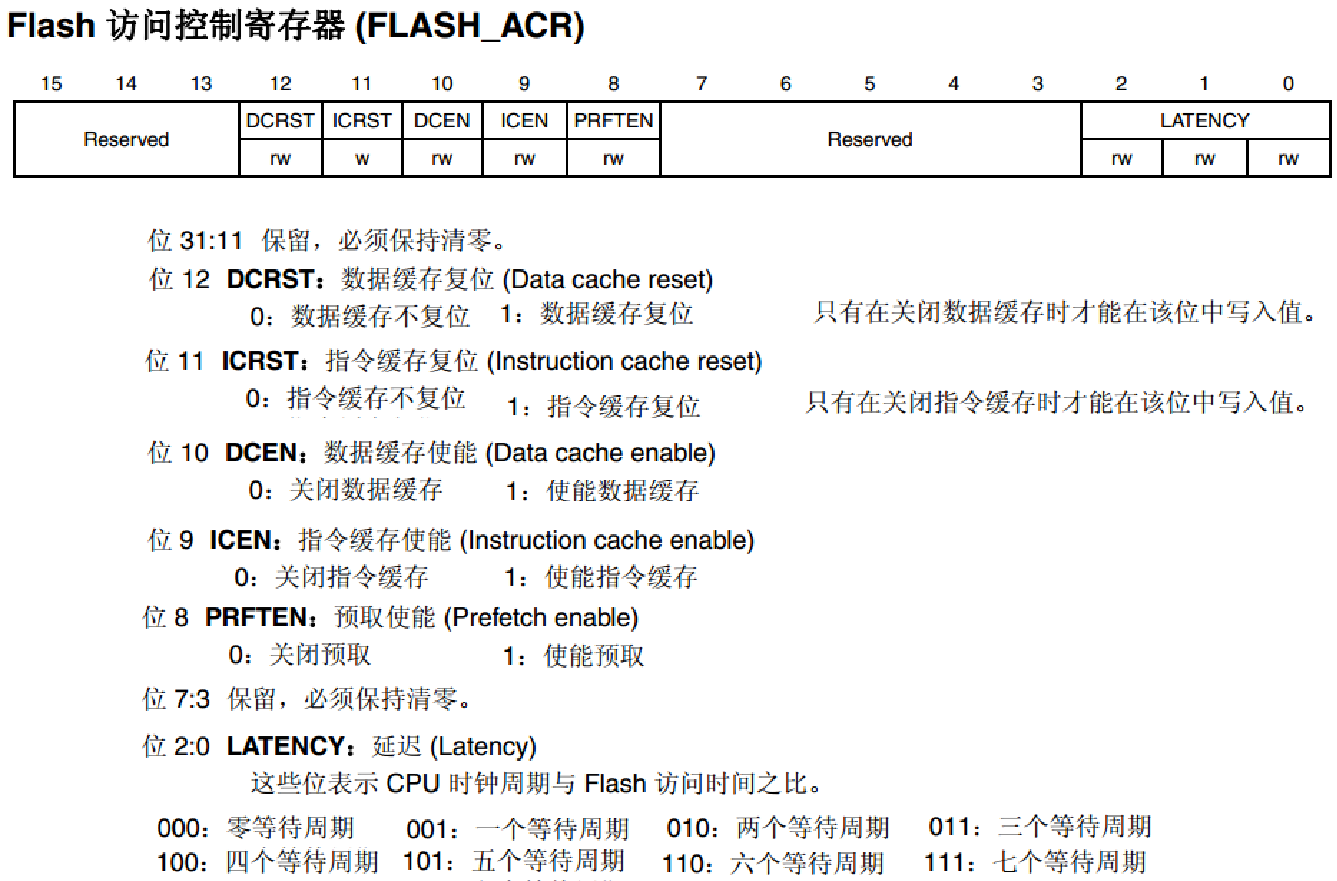 Flash 访问控制寄存器 (FLASH_ACR)
15 14 13 12 11 10 9 8 7 6 5 4 3 2 1 0
Reserved DCRST ICRST DCEN ICEN PRFTEN Reserved LATENCY
rw w rw rw rw rw rw rw
位 31:11 保留，必须保持清零。
位 12 DCRST：数据缓存复位 (Data cache reset)
0：数据缓存不复位 1：数据缓存复位 只有在关闭数据缓存时才能在该位中写入值。
位 11 ICRST：指令缓存复位 (Instruction cache reset)
0：指令缓存不复位 1：指令缓存复位 只有在关闭指令缓存时才能在该位中写入值。
位 10 DCEN：数据缓存使能 (Data cache enable)
0：关闭数据缓存 1：使能数据缓存
位 9 ICEN：指令缓存使能 (Instruction cache enable)
0：关闭指令缓存 1：使能指令缓存
位 8 PRFTEN：预取使能 (Prefetch enable)
0：关闭预取 1：使能预取
位 7:3 保留，必须保持清零。
位 2:0 LATENCY：延迟 (Latency)
这些位表示 CPU 时钟周期与 Flash 访问时间之比。
000：零等待周期 001：一个等待周期 010：两个等待周期 011：三个等待周期
100：四个等待周期 101：五个等待周期 110：六个等待周期 111：七个等待周期